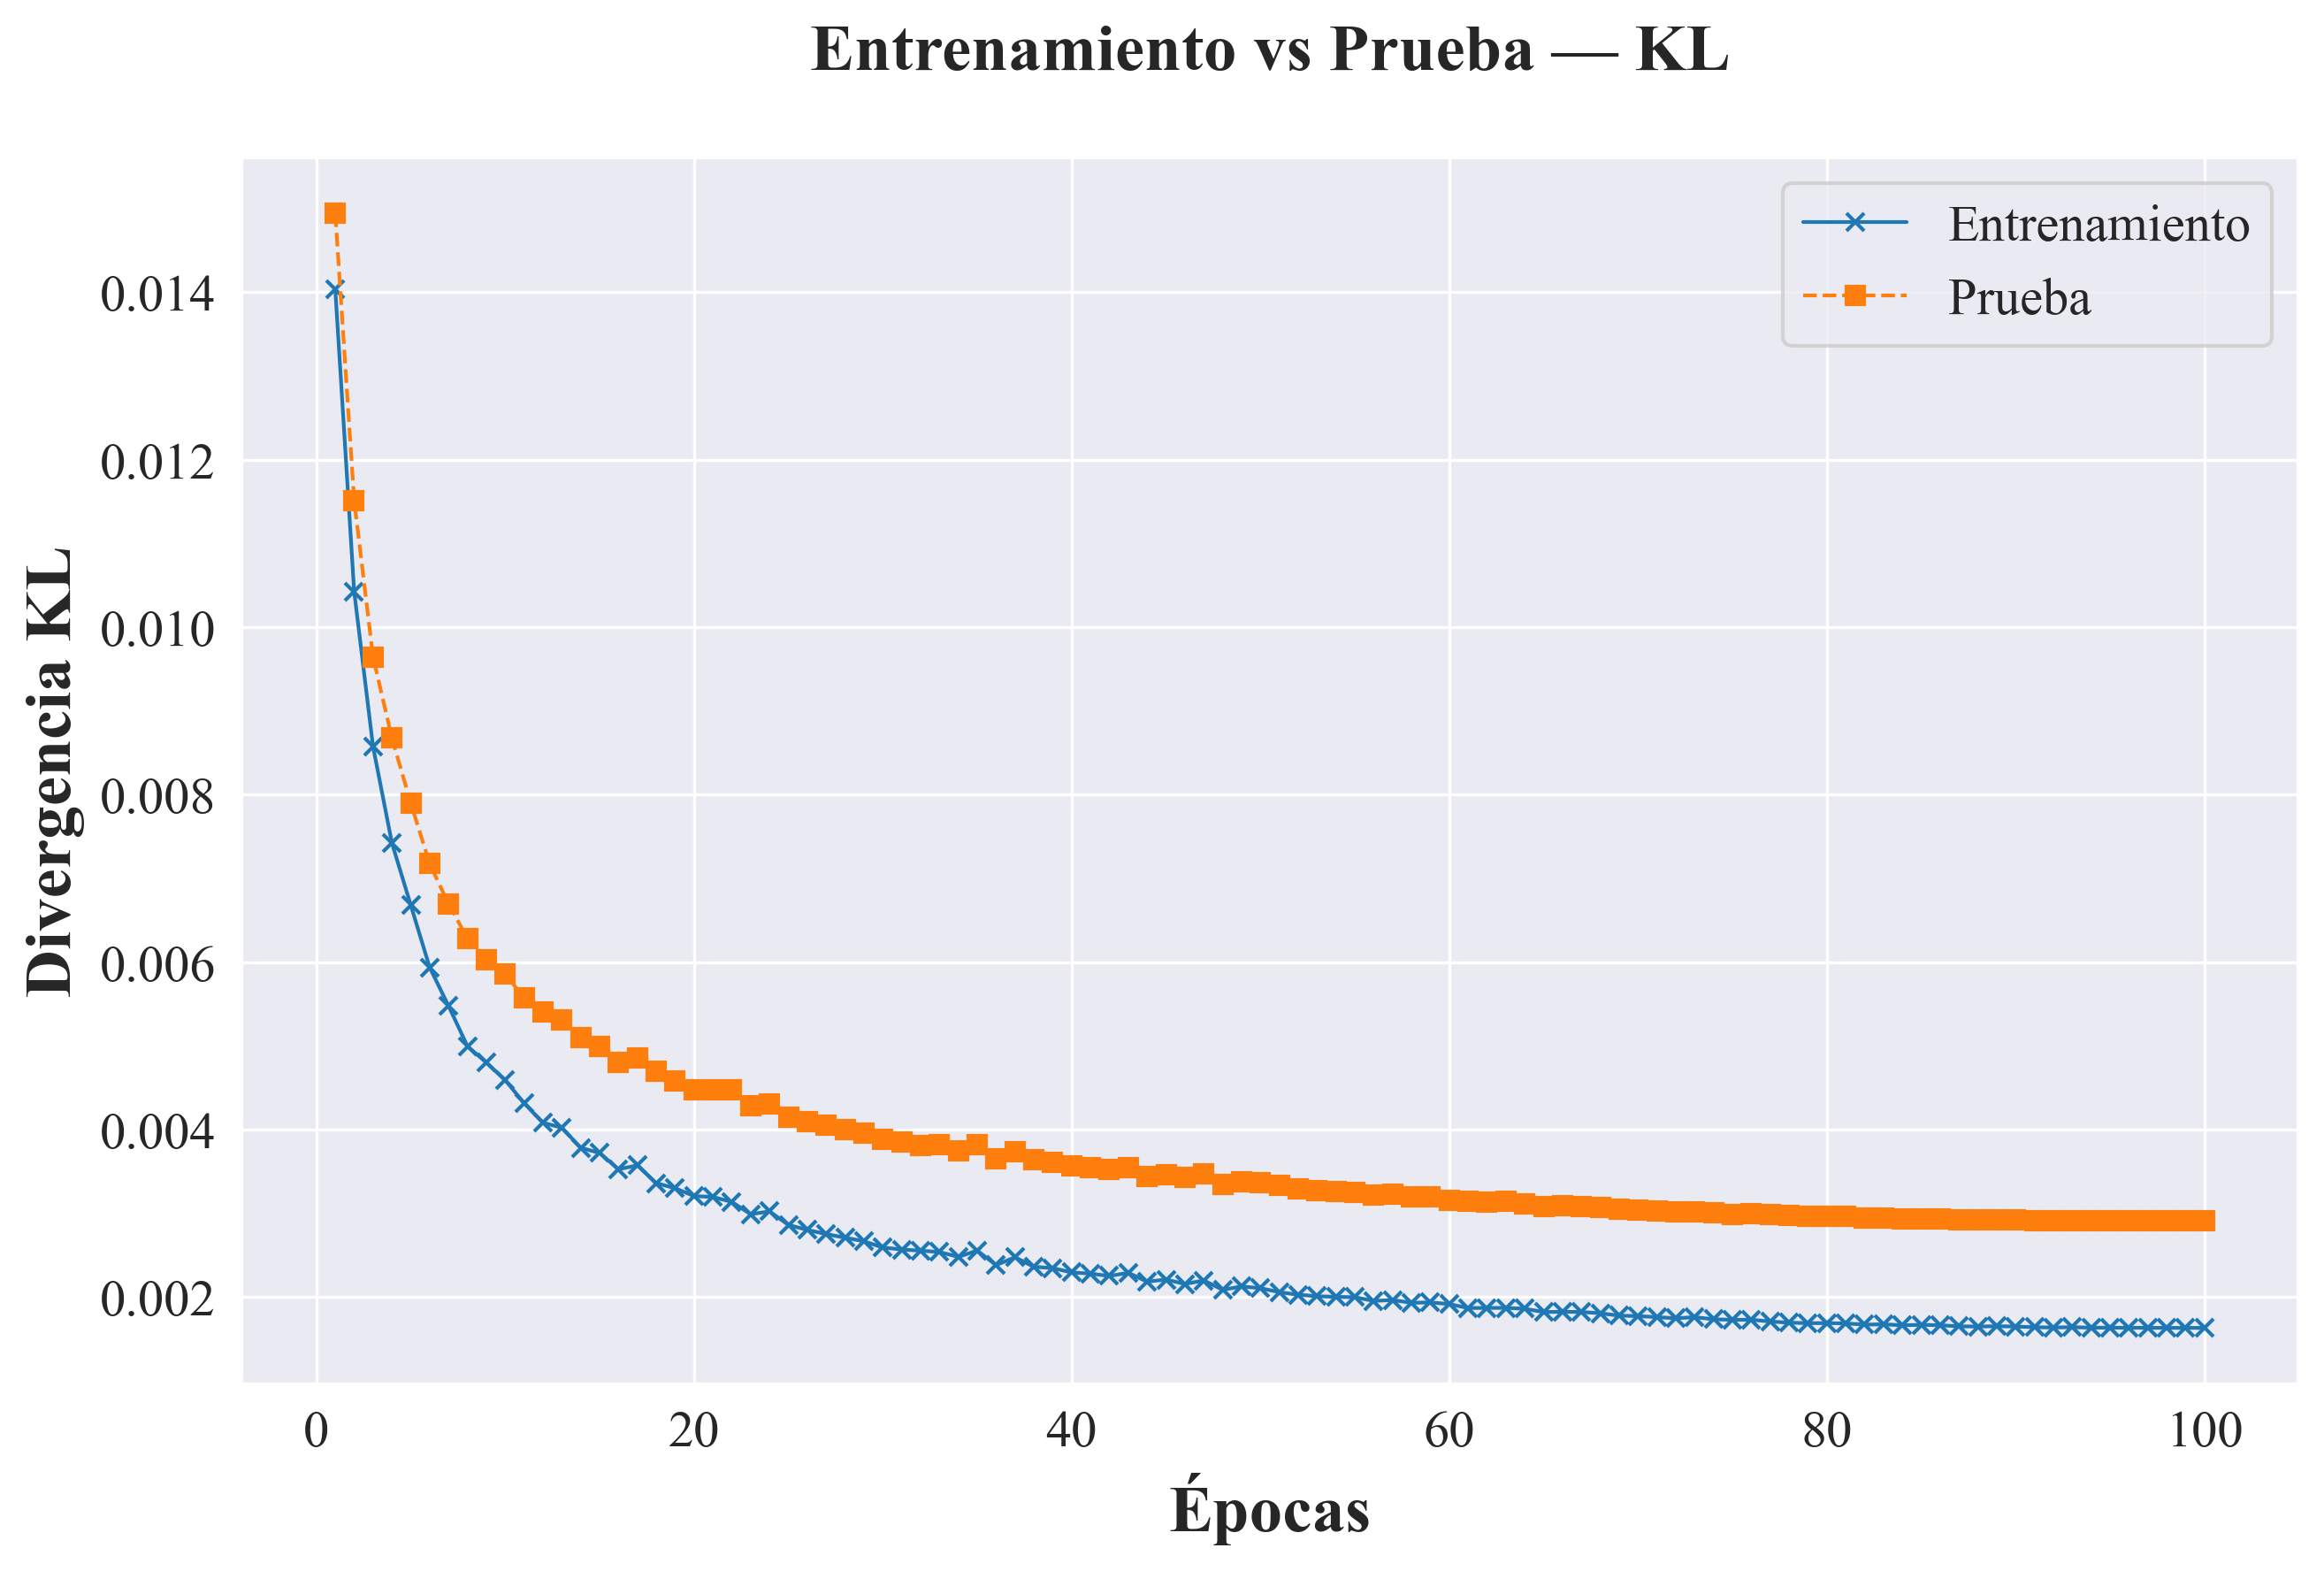 Entrenamiento vs Prueba — KL
Entrenamiento
Prueba
Divergencia KL
0.014
0.012
0.010
0.008
0.006
0.004
0.002
0 20 40 60 80 100
Épocas